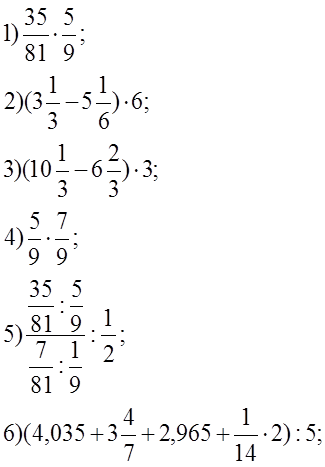 1) 35/81 · 5/9;
2)(3 1/3 − 5 1/6) · 6;
3)(10 1/3 − 6 2/3) · 3;
4) 5/9 · 7/9;
5) (35/81 : 5/9)/(7/81 : 1/9) : 1/2;
6)(4,035 + 3 4/7 + 2,965 + 1/14 · 2) : 5;